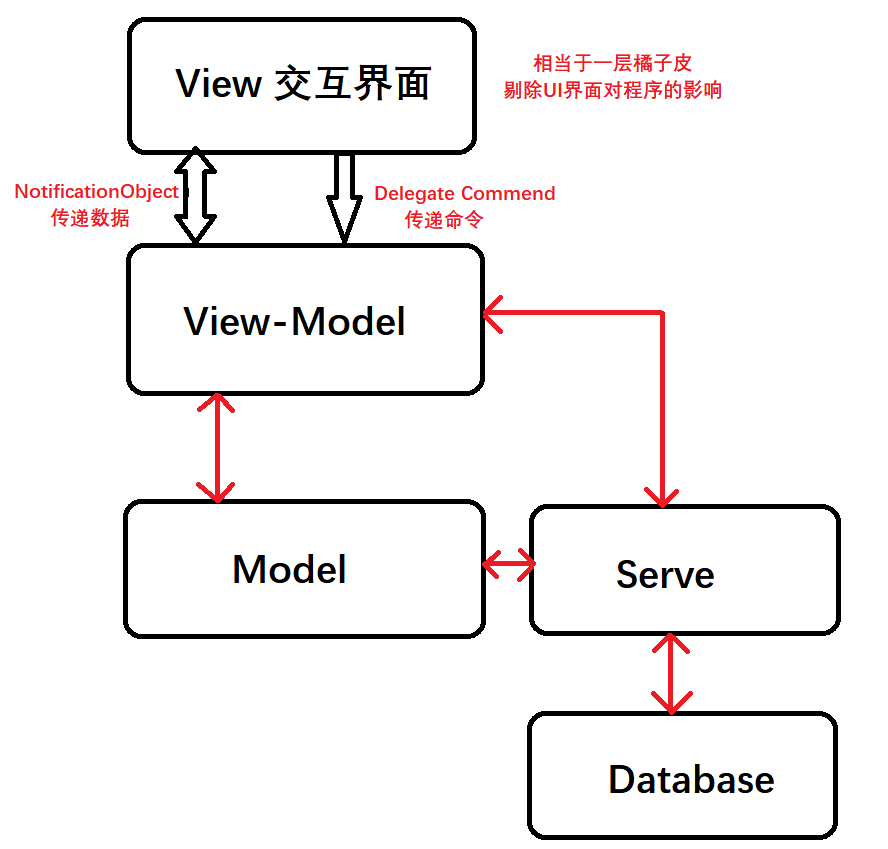 View 交互界面
相当于一层橘子皮
剔除UI界面对程序的影响
NotificationObject
传递数据
Delegate Commend
传递命令
View-Model
Model
Serve
Database